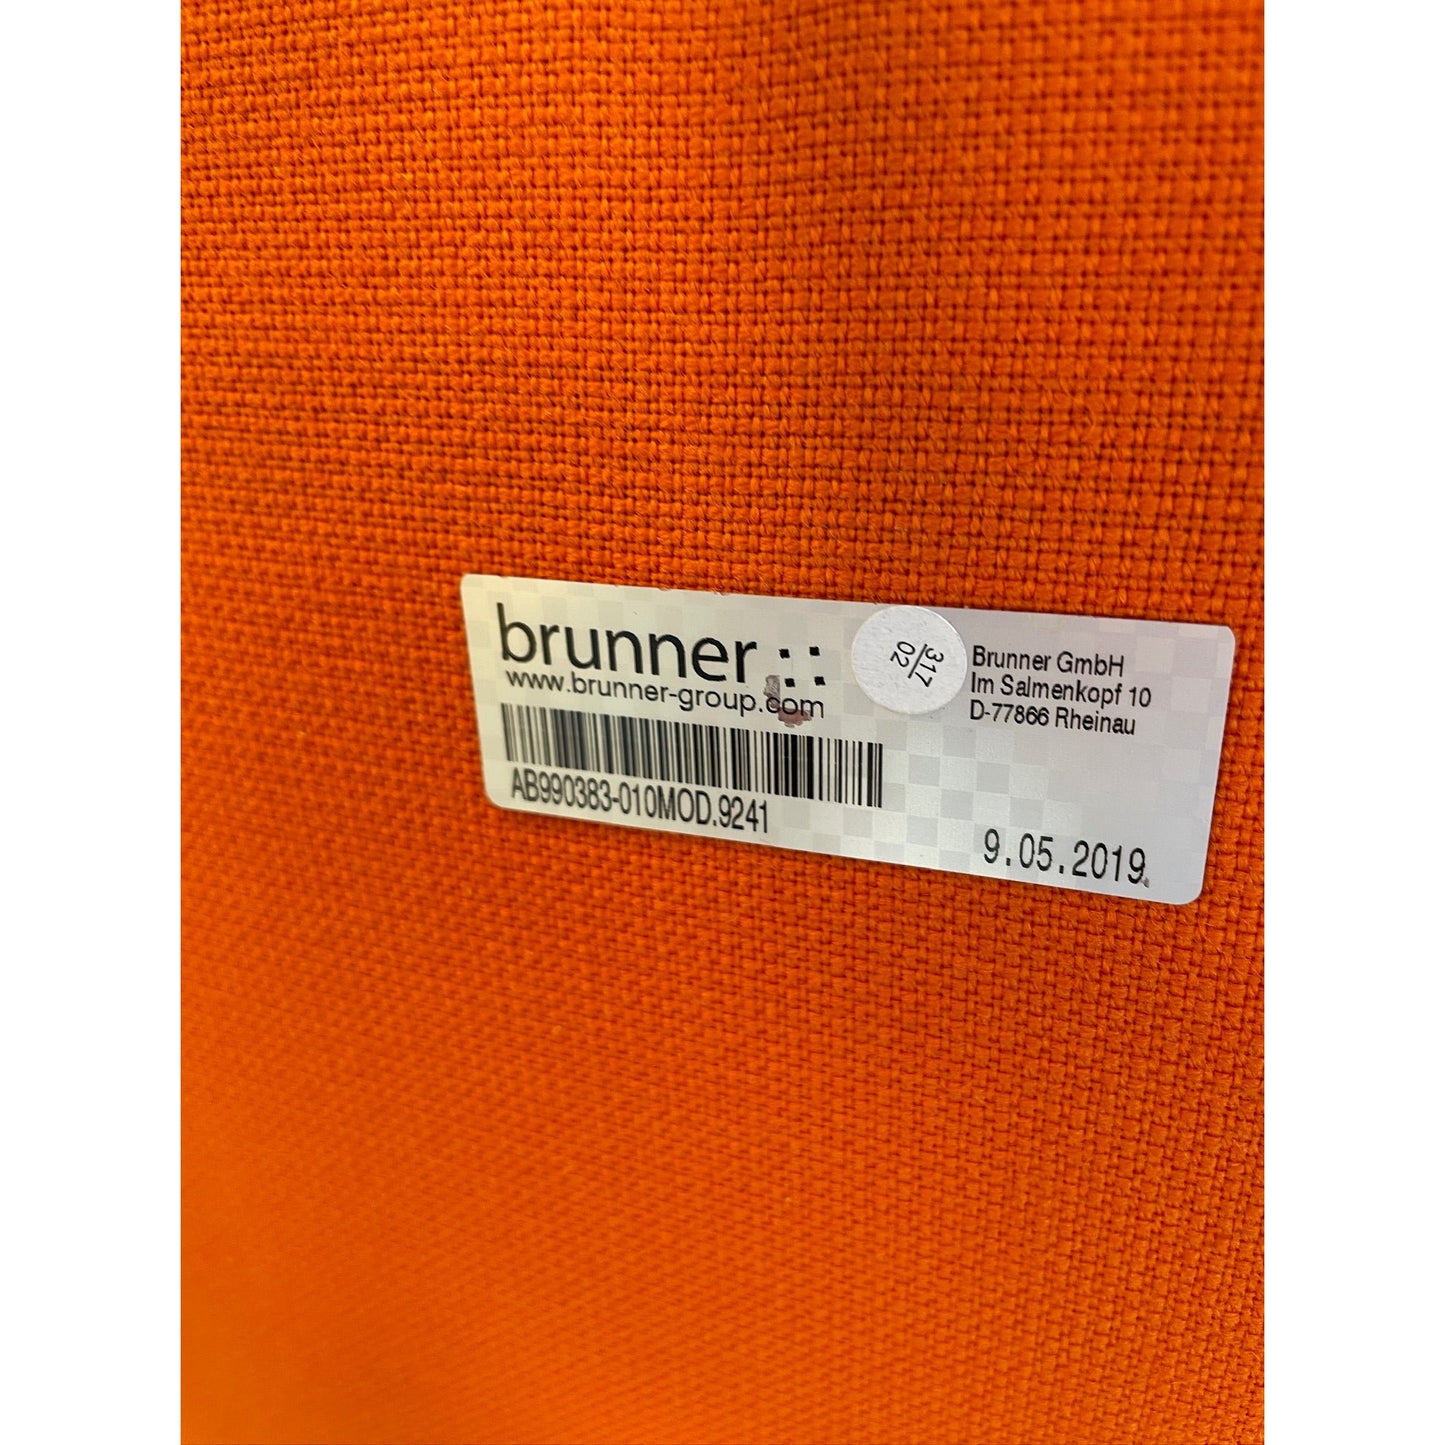 brunner ::
www.brunner-group.com
AB990383-010MOD.9241
317
02
Brunner GmbH
Im Salmenkopf 10
D-77866 Rheinau
9.05.2019